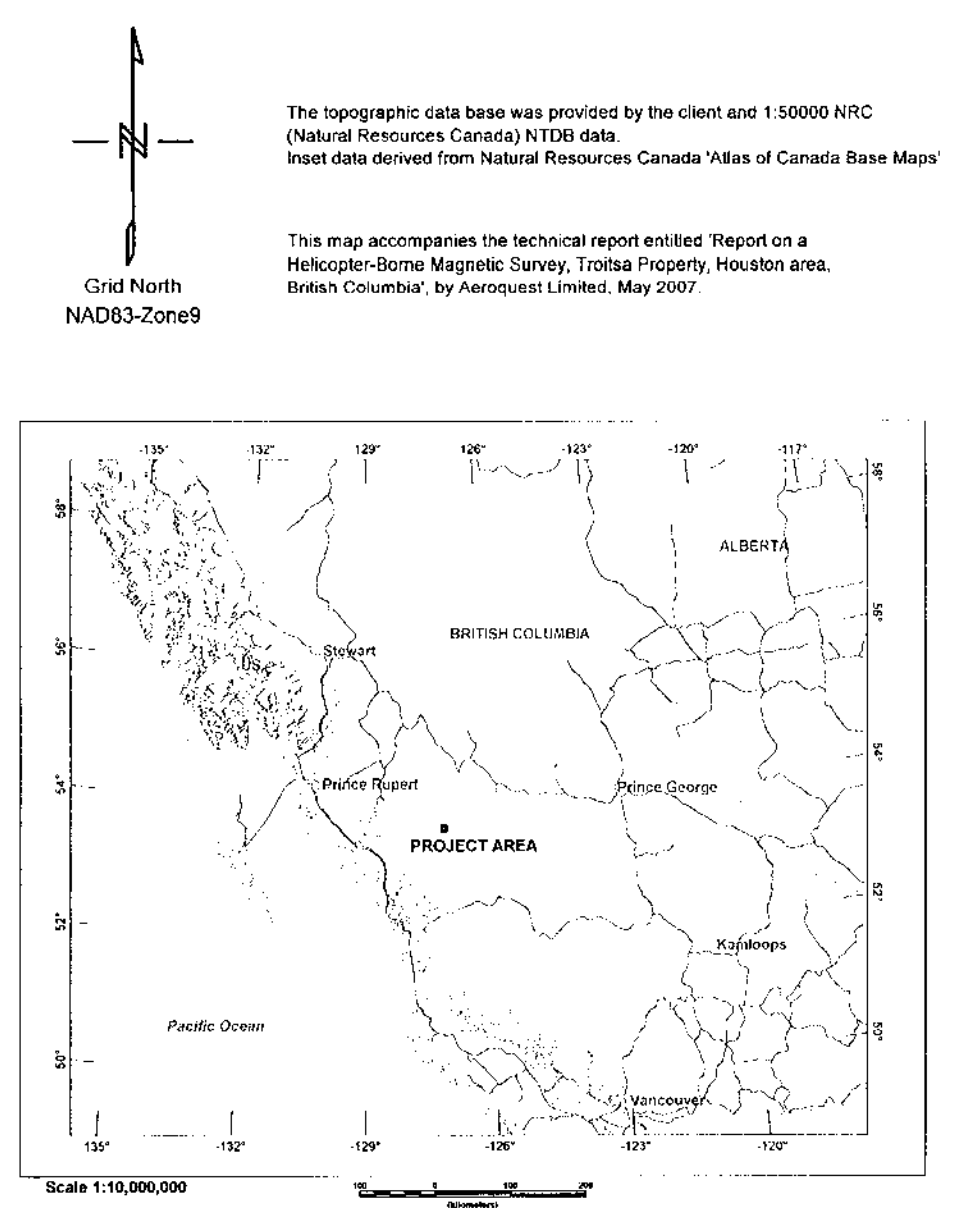 The topographic data base was provided by the client and 1:50000 NRC
(Natural Resources Canada) NTDB data.
Inset data derived from Natural Resources Canada 'Atlas of Canada Base Maps'
N
This map accompanies the technical report entitled 'Report on a
Helicopter-Borne Magnetic Survey, Troitsa Property, Houston area,
British Columbia', by Aeroquest Limited, May 2007.
Grid North
NAD83-Zone9
-135° -132° -129° 126° -123° -120° -117°
58° 58°
ALBERTA
56°
BRITISH COLUMBIA
56° Stewart
USA
54°
54° Prince Rupert Prince George
PROJECT AREA
52°
52° Kamloops
Pacific Ocean
50°
50°
Vancouver
135° -132° -129° -126° -123° -120°
Scale 1:10,000,000
100 0 100 200
(kilometers)